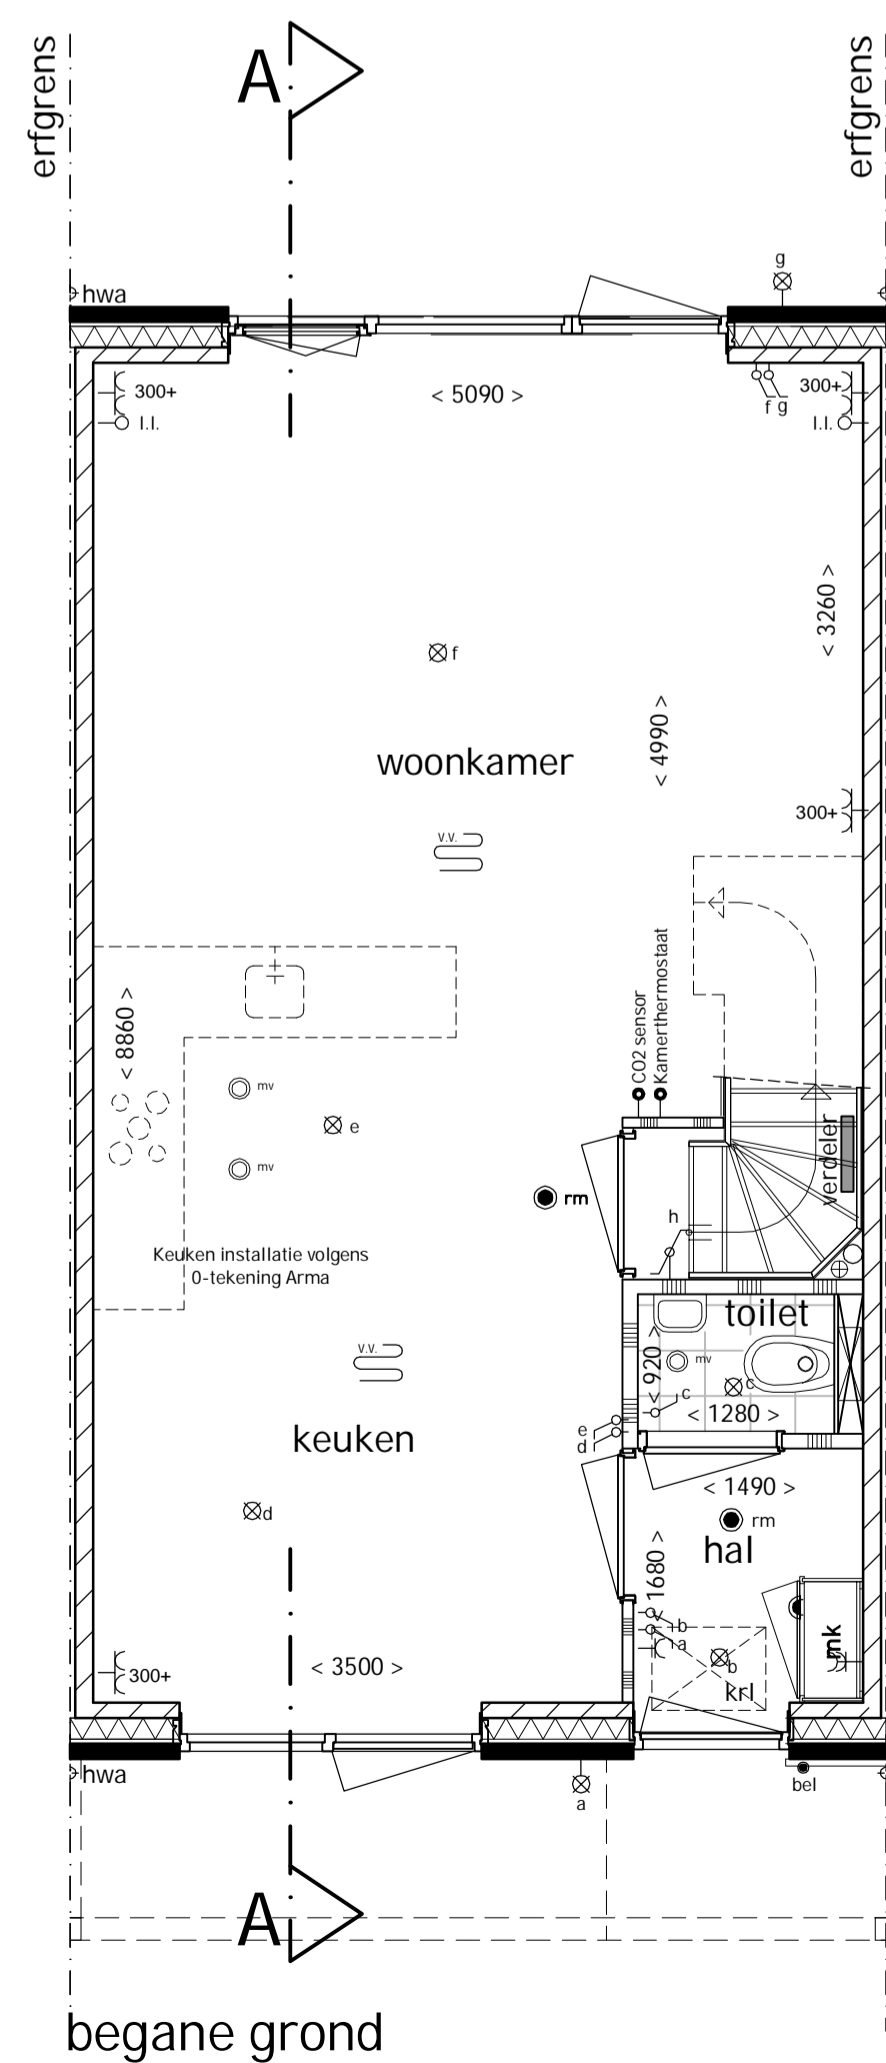 erfgrens
erfgrens
A
g
hwa
300+
l.l.
< 5090 >
f g
300+
l.l.
< 3260 >
f
< 4990 >
woonkamer
300+
v.v.
CO2 sensor
Kamerthermostaat
< 8860 >
mv
e
mv
verdeler
rm
h
Keuken installatie volgens
0-tekening Arma
toilet
v.v.
< 920 >
mv
c
c
< 1280 >
e
d
keuken
< 1490 >
d
rm
hal
< 1680 >
b
a
b
mk
krl
300+
< 3500 >
hwa
a
bel
A
begane grond